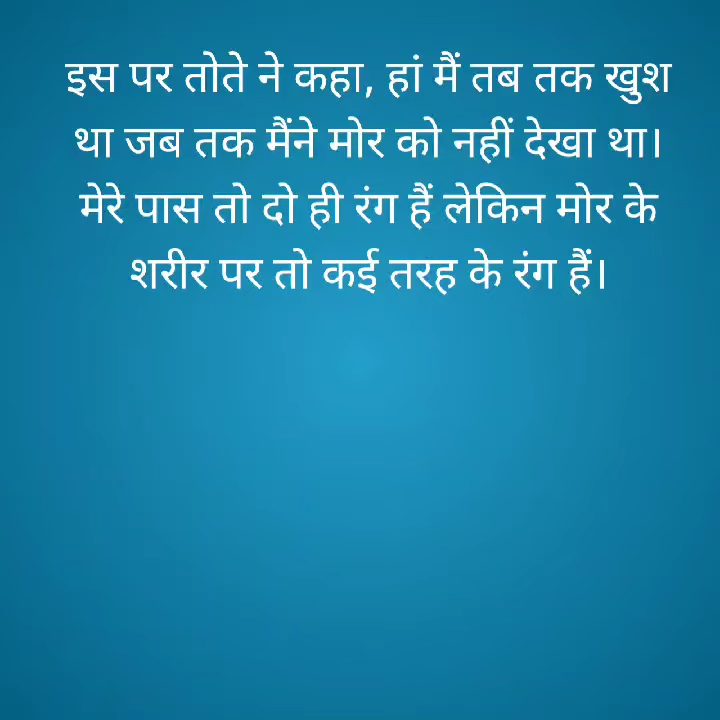 इस पर तोते ने कहा, हां मैं तब तक खुश
था जब तक मैंने मोर को नहीं देखा था।
मेरे पास तो दो ही रंग हैं लेकिन मोर के
शरीर पर तो कई तरह के रंग हैं।